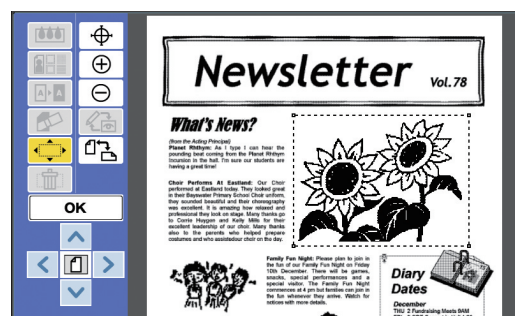 Newsletter
Vol. 78
What's News?
(from the Acting Principal)
Planet Rhthym: As I type I can hear the
pounding beat coming from the Planet Rhthym
incursion in the hall. I'm sure our students are
having a great time!
Choir Performs At Eastland: Our Choir
performed at Eastland today. They looked great
in their Bayswater Primary School Choir uniform,
they sounded beautiful and their choreography
was excellent. It is amazing how relaxed and
professional they look on stage. Many thanks go
to Corrie Huygen and Kelly Mills for their
excellent leadership of our choir. Many thanks
also to the parents who helped prepare
costumes and who assistedour choir on the day.
OK
Family Fun Night: Please plan to join in
the fun of our Family Fun Night on Friday
10th December. There will be games,
snacks, special performances and a
special visitor. The Family Fun Night
commences at 4 pm but families can join in
the fun whenever they arrive. Watch for
notices with more details.
Diary
Dates
December
THU 2 Fundraising Meets 9AM